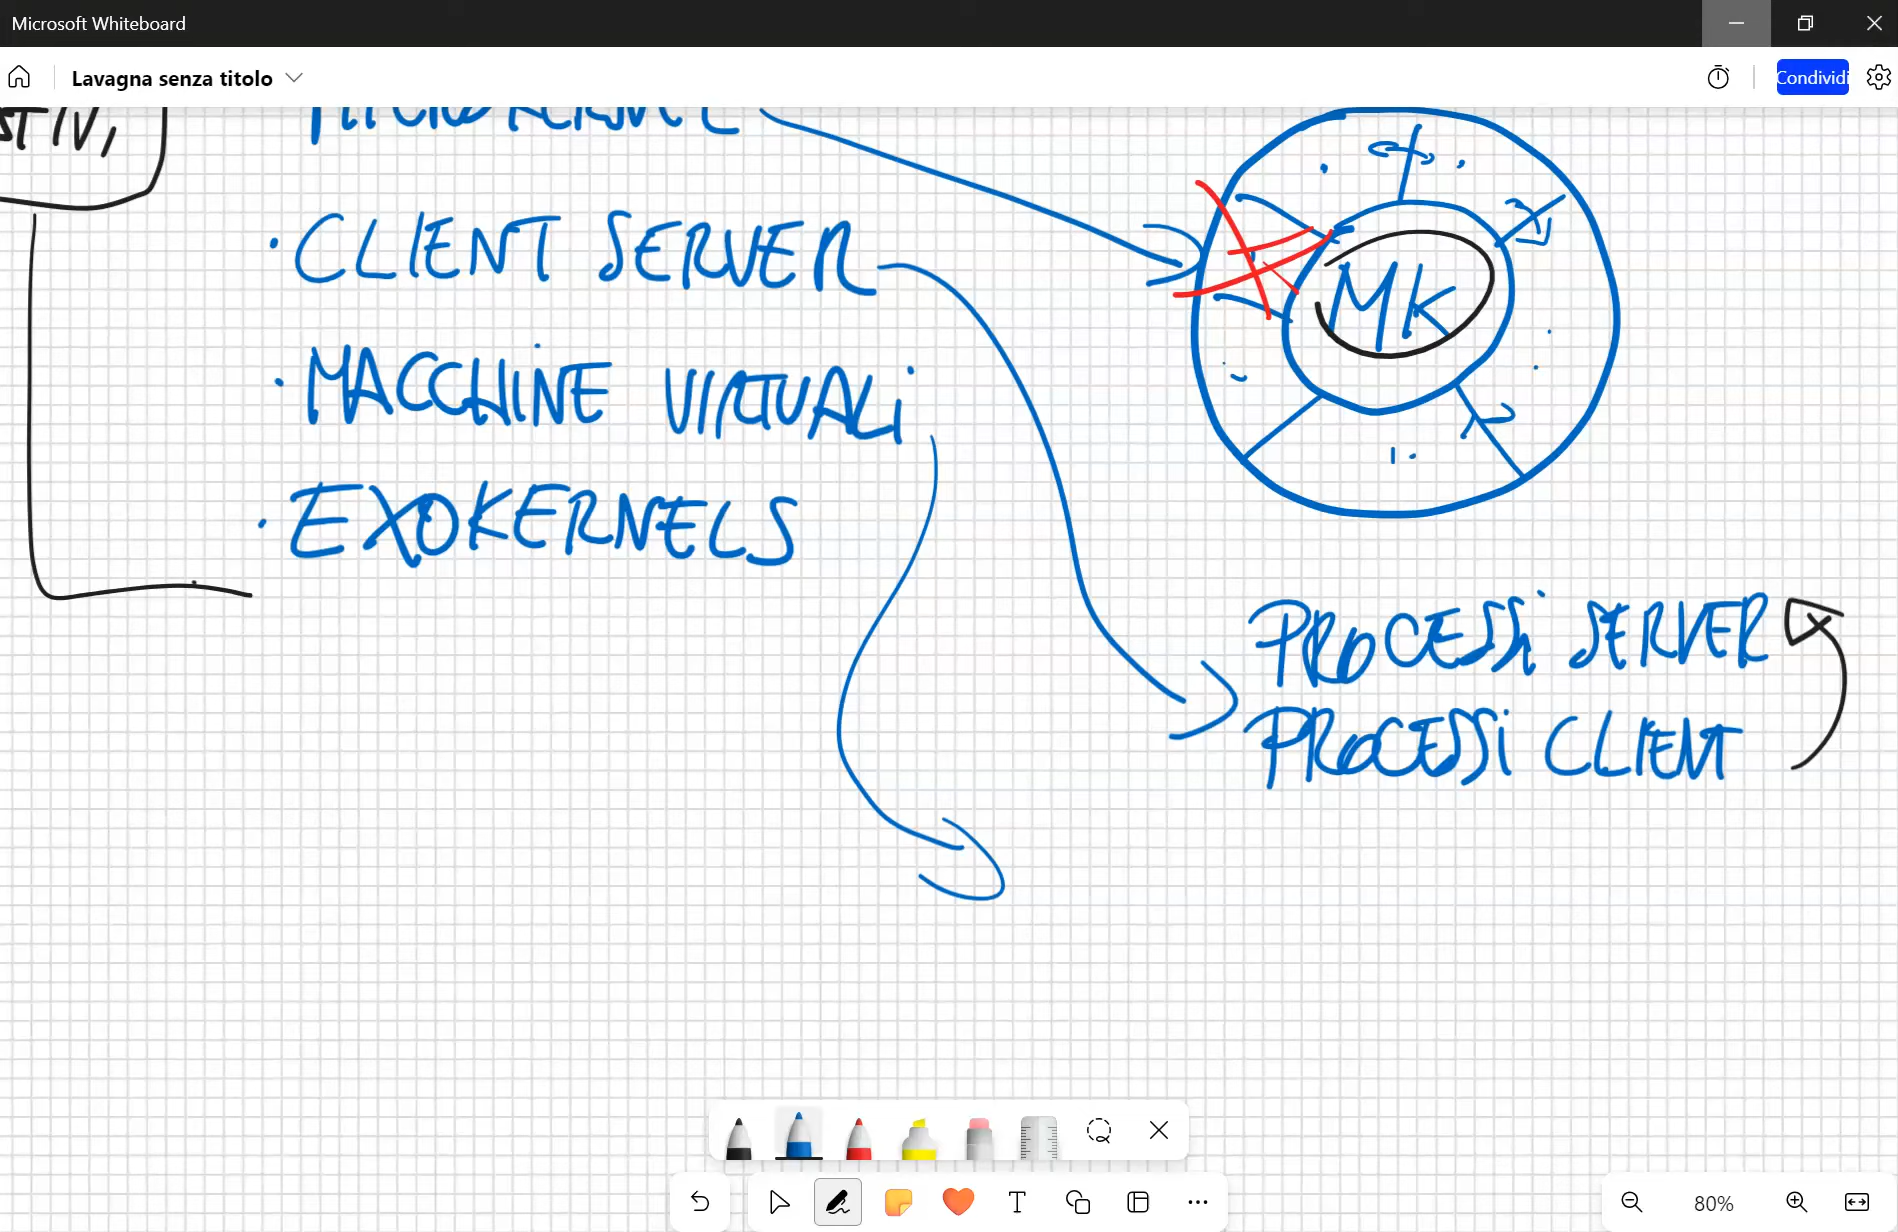 Microsoft Whiteboard
Lavagna senza titolo
Condividi
• CLIENT SERVER
• MACCHINE VIRTUALI
• EXOKERNELS
MK
PROCESSI SERVER
PROCESSI CLIENT
80%